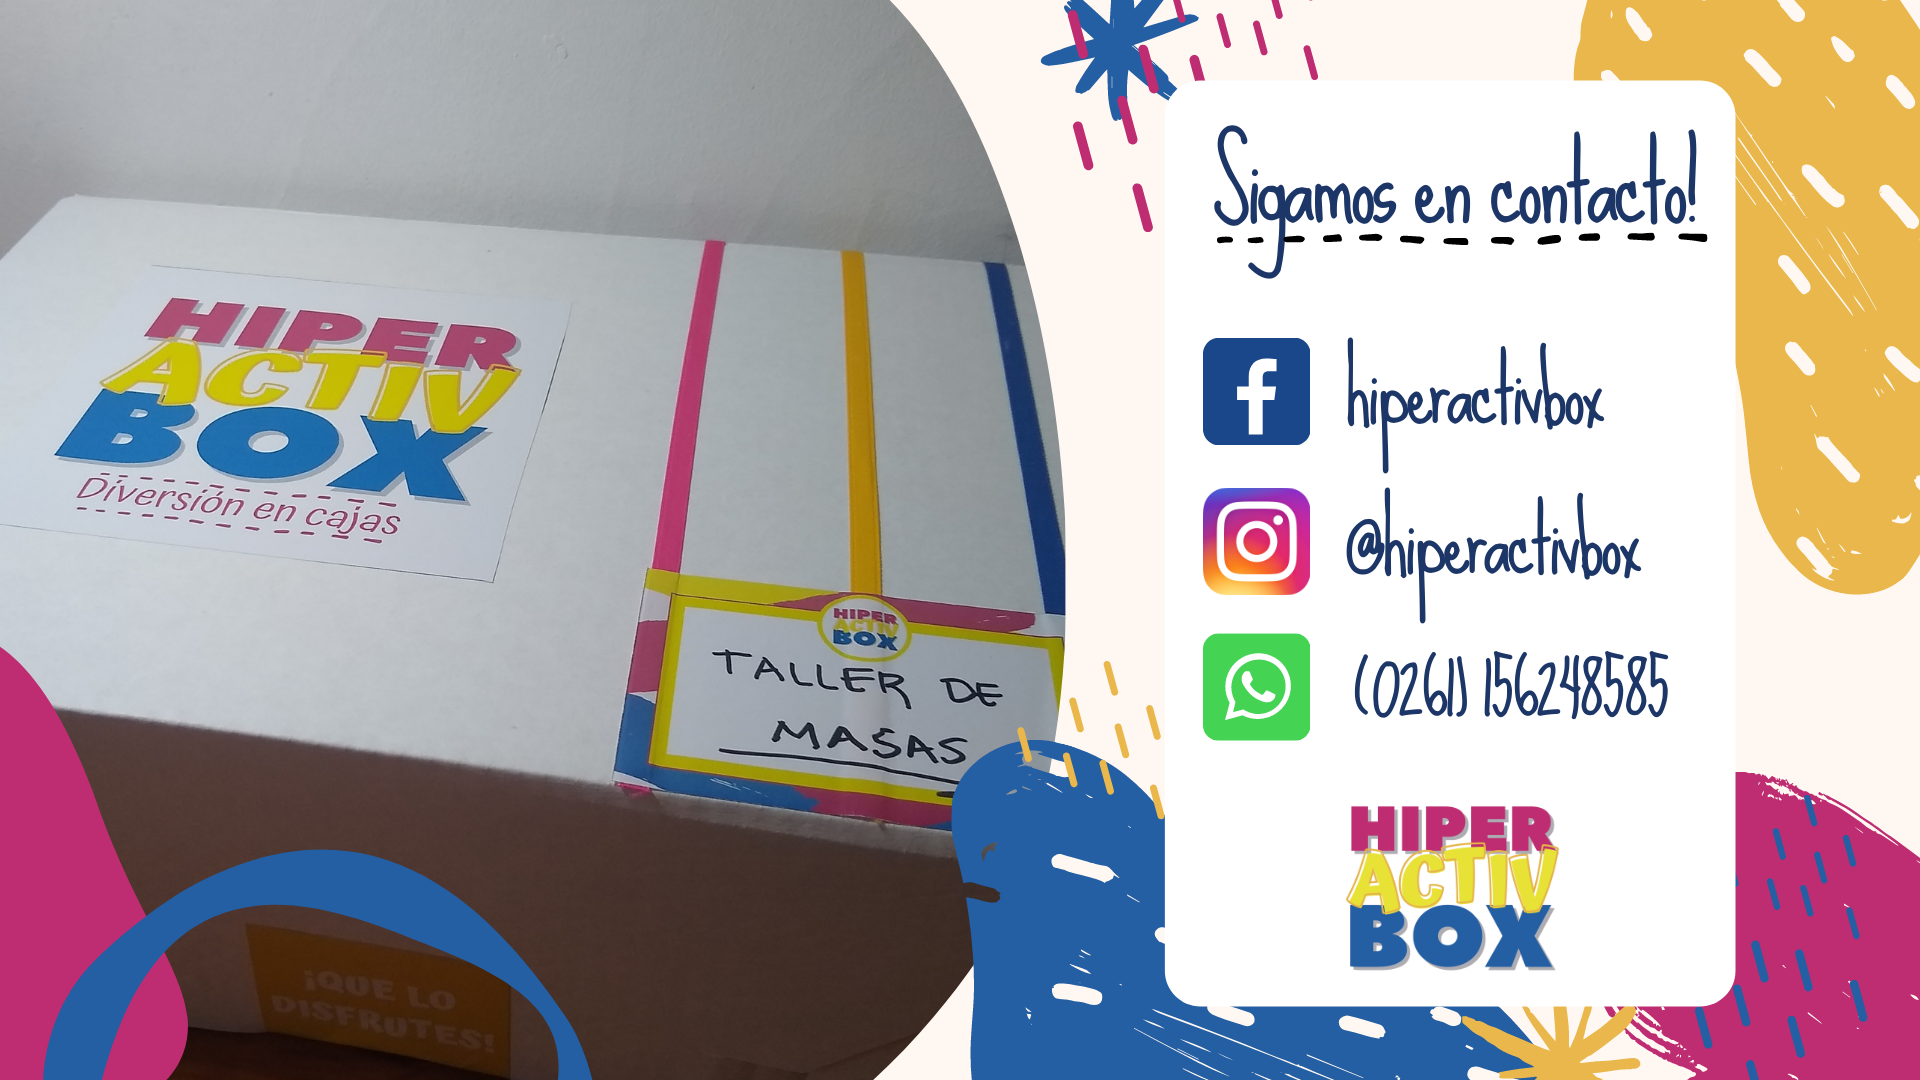 HIPER
ACTIV
BOX
Diversión en cajas
HIPER
ACTIV
BOX
TALLER DE
MASAS
¡QUE LO
DISFRUTES!
Sigamos en contacto!
hiperactivbox
@hiperactivbox
(0261) 156248585
HIPER
ACTIV
BOX